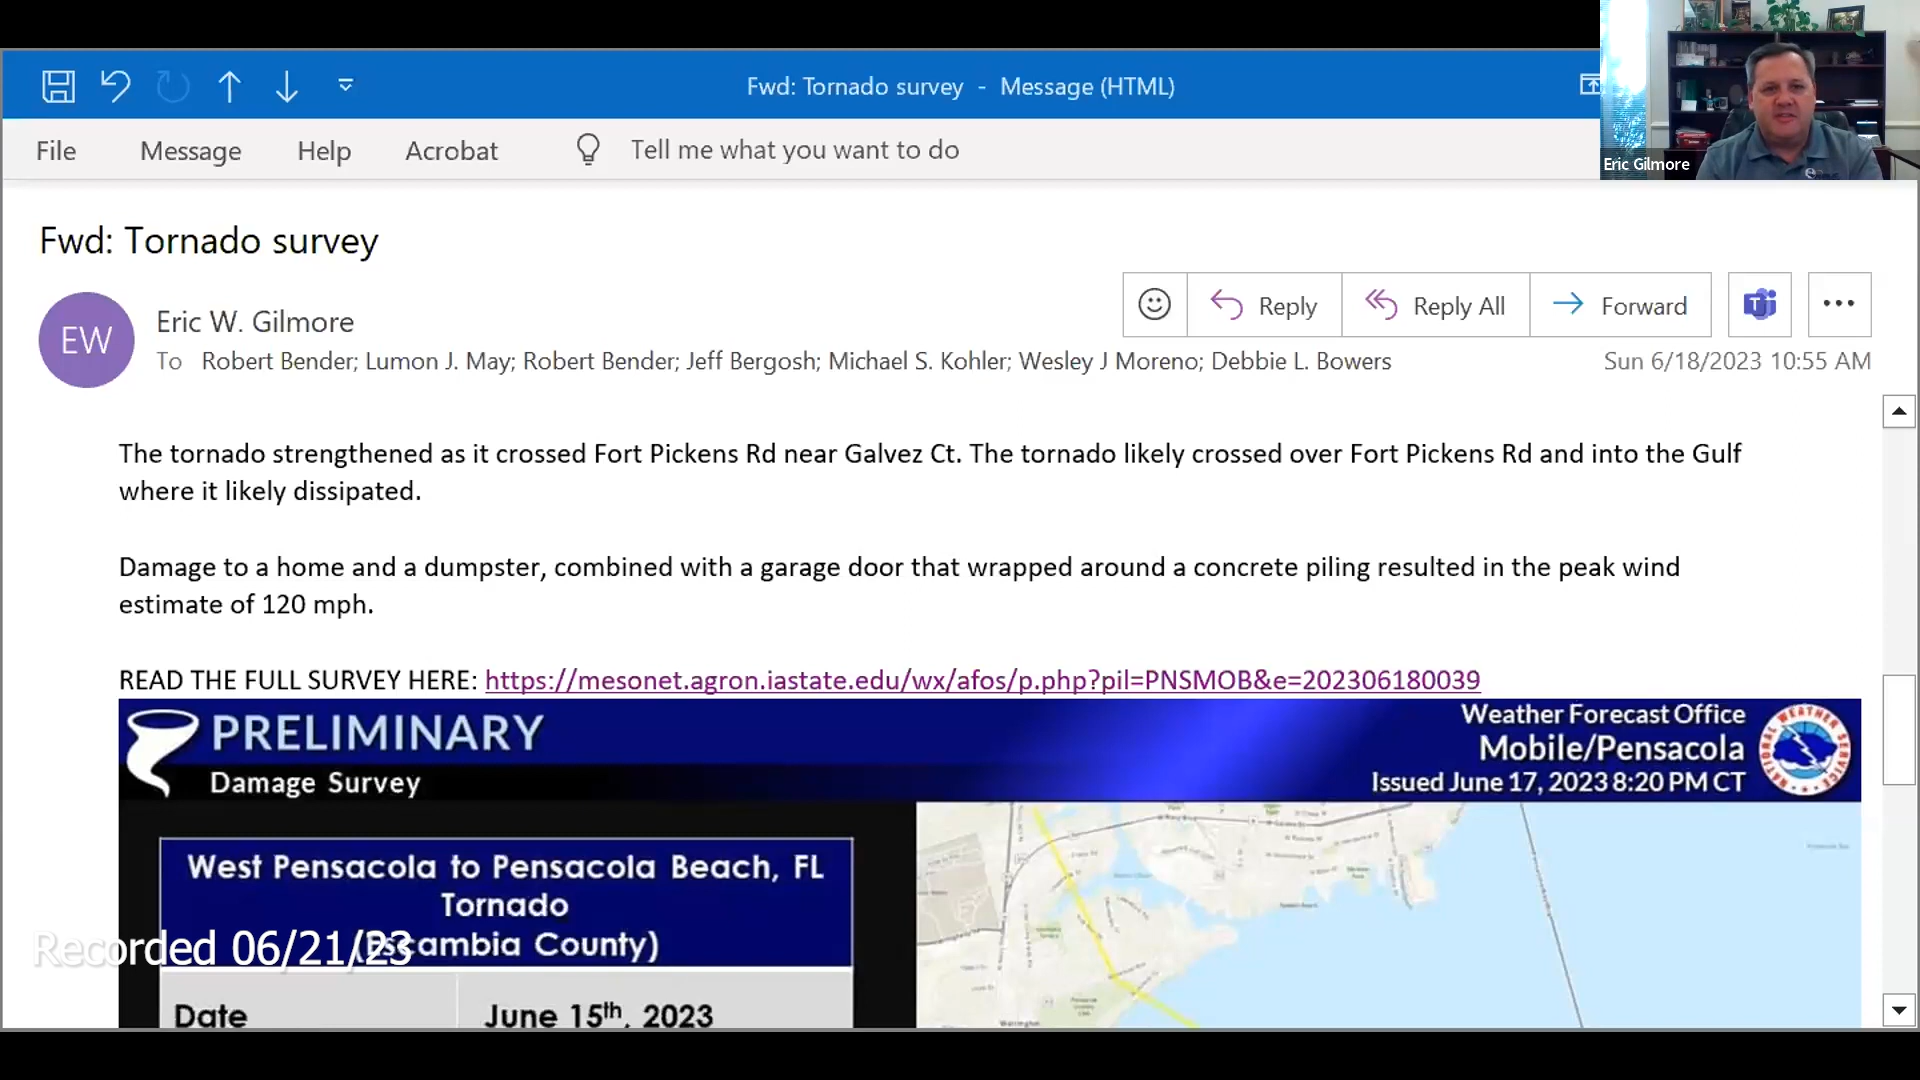 Fwd: Tornado survey - Message (HTML)
Eric Gilmore
File Message Help Acrobat Tell me what you want to do
Fwd: Tornado survey
EW
Eric W. Gilmore
Reply Reply All Forward
To Robert Bender; Lumon J. May; Robert Bender; Jeff Bergosh; Michael S. Kohler; Wesley J Moreno; Debbie L. Bowers
Sun 6/18/2023 10:55 AM
The tornado strengthened as it crossed Fort Pickens Rd near Galvez Ct. The tornado likely crossed over Fort Pickens Rd and into the Gulf
where it likely dissipated.
Damage to a home and a dumpster, combined with a garage door that wrapped around a concrete piling resulted in the peak wind
estimate of 120 mph.
READ THE FULL SURVEY HERE: https://mesonet.agron.iastate.edu/wx/afos/p.php?pil=PNSMOB&e=202306180039
PRELIMINARY
Damage Survey
Weather Forecast Office
Mobile/Pensacola
Issued June 17, 2023 8:20 PM CT
NATIONAL WEATHER SERVICE
West Pensacola to Pensacola Beach, FL
Tornado
(Escambia County)
Recorded 06/21/23
Date June 15th, 2023